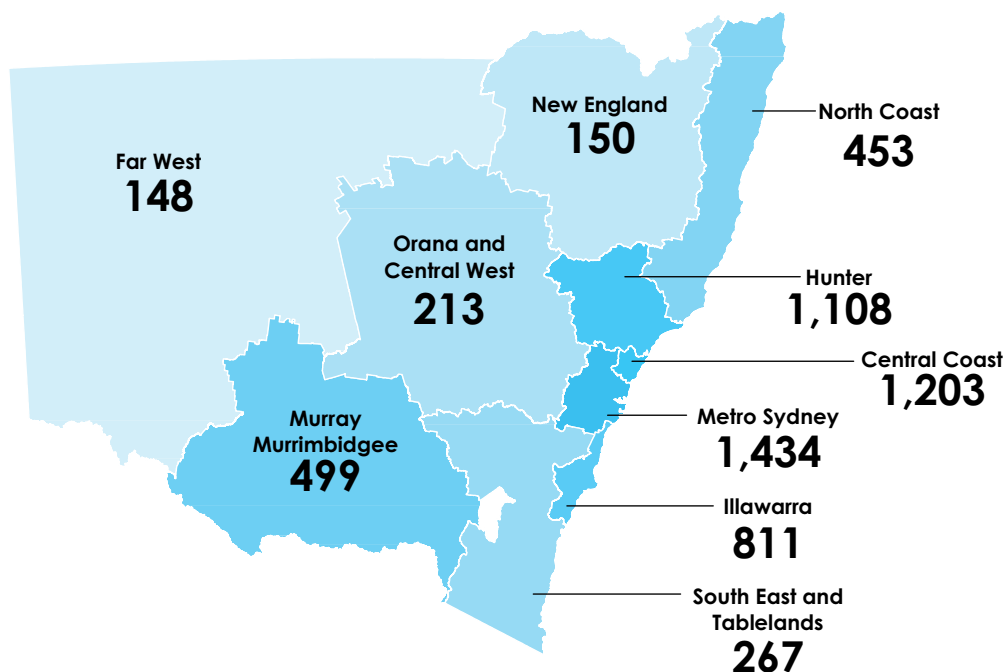 New England
150
North Coast
453
Far West
148
Orana and
Central West
213
Hunter
1,108
Central Coast
1,203
Murray
Murrimbidgee
499
Metro Sydney
1,434
Illawarra
811
South East and
Tablelands
267